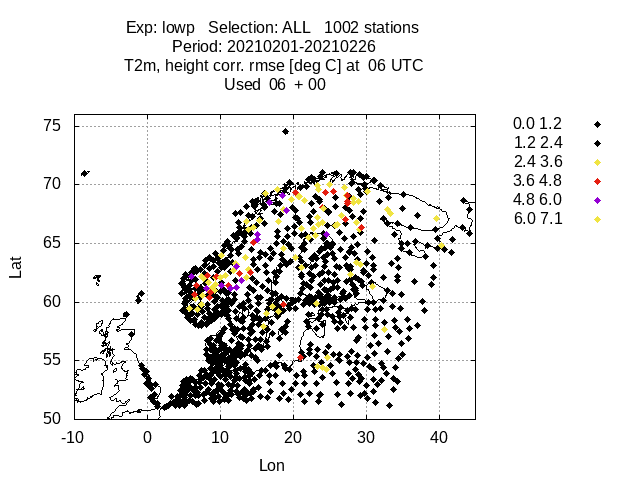 Exp: lowp   Selection: ALL   1002 stations
Period: 20210201-20210226
T2m, height corr. rmse [deg C] at  06 UTC
Used  06  + 00
0.0 1.2
1.2 2.4
2.4 3.6
3.6 4.8
4.8 6.0
6.0 7.1
75
70
65
60
55
50
Lat
-10 0 10 20 30 40
Lon